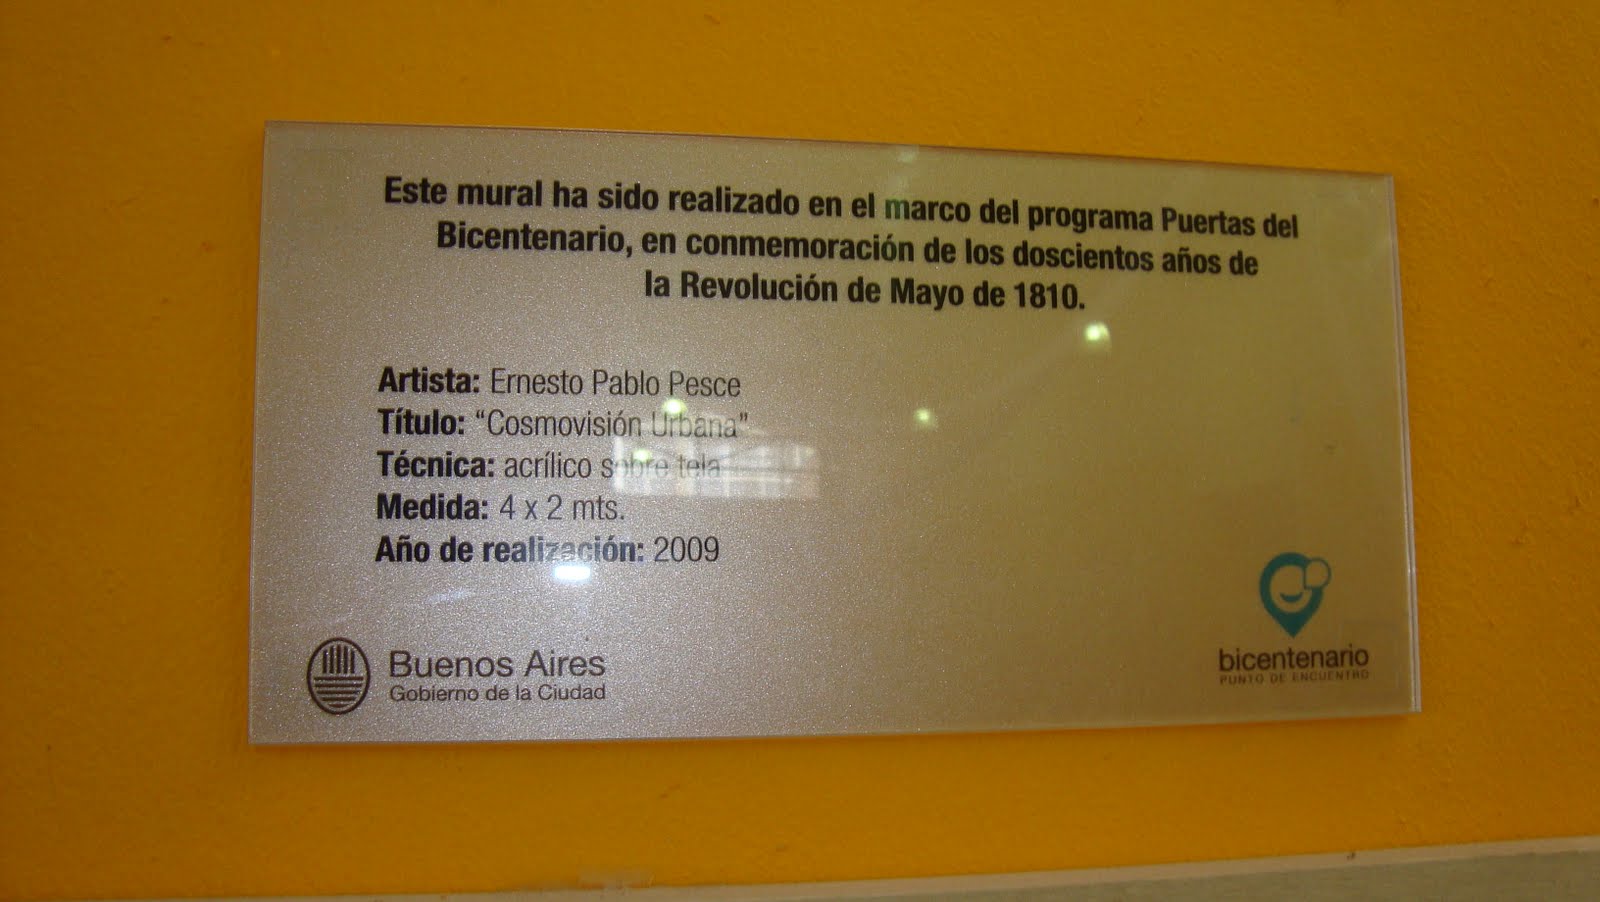 Este mural ha sido realizado en el marco del programa Puertas del
Bicentenario, en conmemoración de los doscientos años de
la Revolución de Mayo de 1810.
Artista: Ernesto Pablo Pesce
Título: “Cosmovisión Urbana”
Técnica: acrílico sobre tela
Medida: 4 x 2 mts.
Año de realización: 2009
Buenos Aires
Gobierno de la Ciudad
bicentenario
PUNTO DE ENCUENTRO